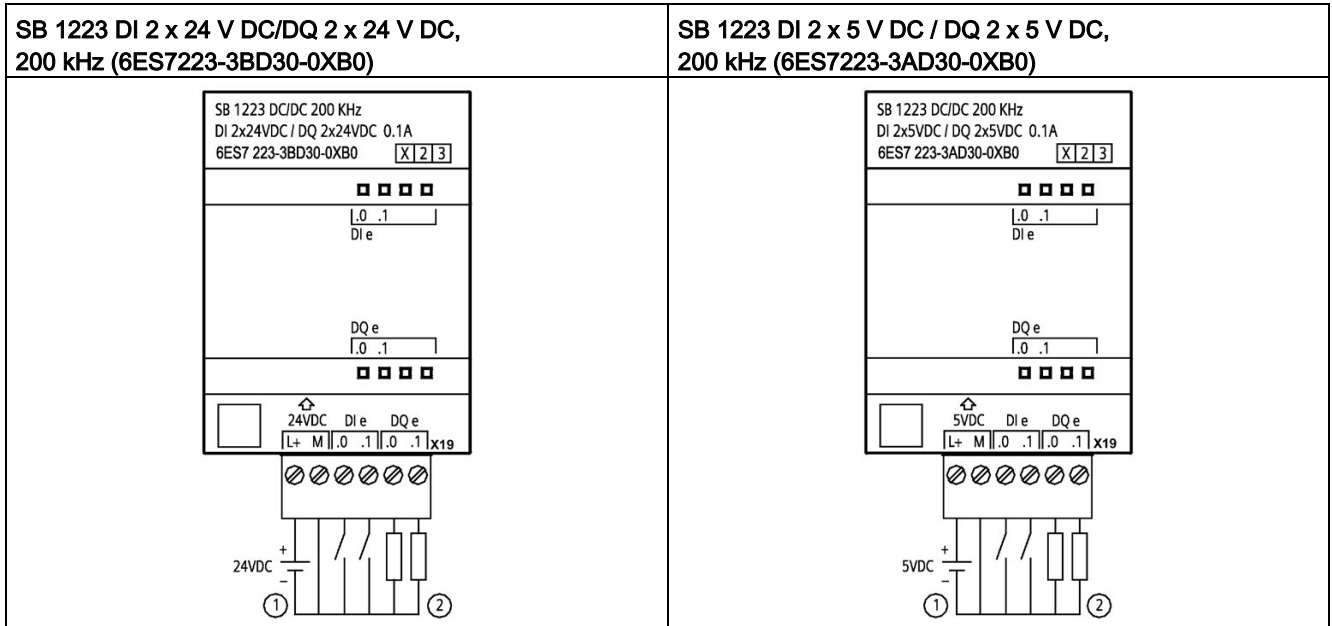 SB 1223 DI 2 x 24 V DC/DQ 2 x 24 V DC,
200 kHz (6ES7223-3BD30-0XB0)
SB 1223 DC/DC 200 KHz
DI 2x24VDC / DQ 2x24VDC 0.1A
6ES7 223-3BD30-0XB0 X 2 3
.0 .1
DI e
DQ e
.0 .1
24VDC DI e DQ e
L+ M .0 .1 .0 .1 X19
+
24VDC
−
① ②
SB 1223 DI 2 x 5 V DC / DQ 2 x 5 V DC,
200 kHz (6ES7223-3AD30-0XB0)
SB 1223 DC/DC 200 KHz
DI 2x5VDC / DQ 2x5VDC 0.1A
6ES7 223-3AD30-0XB0 X 2 3
.0 .1
DI e
DQ e
.0 .1
5VDC DI e DQ e
L+ M .0 .1 .0 .1 X19
+
5VDC
−
① ②